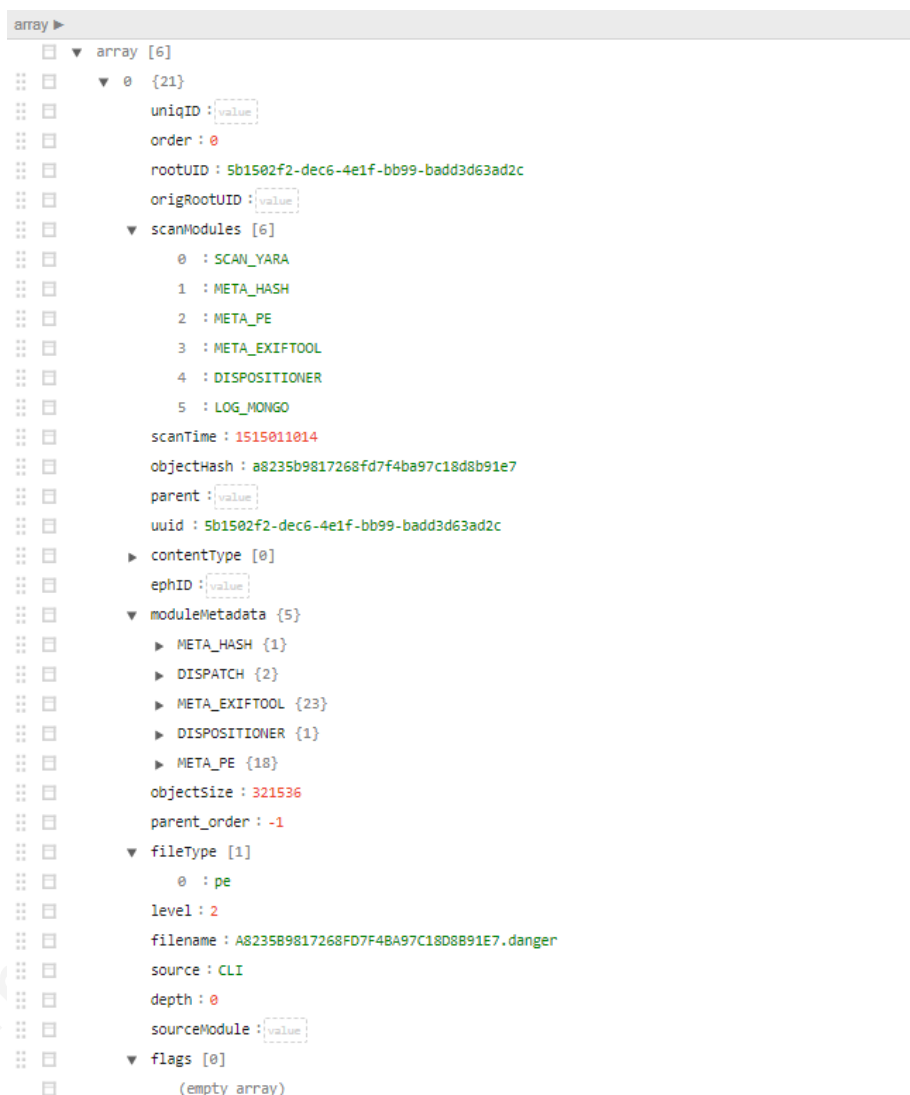 array ►
▼ array [6]
▼ 0 {21}
uniqID : value
order : 0
rootUID : 5b1502f2-dec6-4e1f-bb99-badd3d63ad2c
origRootUID : value
▼ scanModules [6]
0 : SCAN_YARA
1 : META_HASH
2 : META_PE
3 : META_EXIFTOOL
4 : DISPOSITIONER
5 : LOG_MONGO
scanTime : 1515011014
objectHash : a8235b9817268fd7f4ba97c18d8b91e7
parent : value
uuid : 5b1502f2-dec6-4e1f-bb99-badd3d63ad2c
► contentType [0]
ephID : value
▼ moduleMetadata {5}
► META_HASH {1}
► DISPATCH {2}
► META_EXIFTOOL {23}
► DISPOSITIONER {1}
► META_PE {18}
objectSize : 321536
parent_order : -1
▼ fileType [1]
0 : pe
level : 2
filename : A8235B9817268FD7F4BA97C18D8B91E7.danger
source : CLI
depth : 0
sourceModule : value
▼ flags [0]
(empty array)